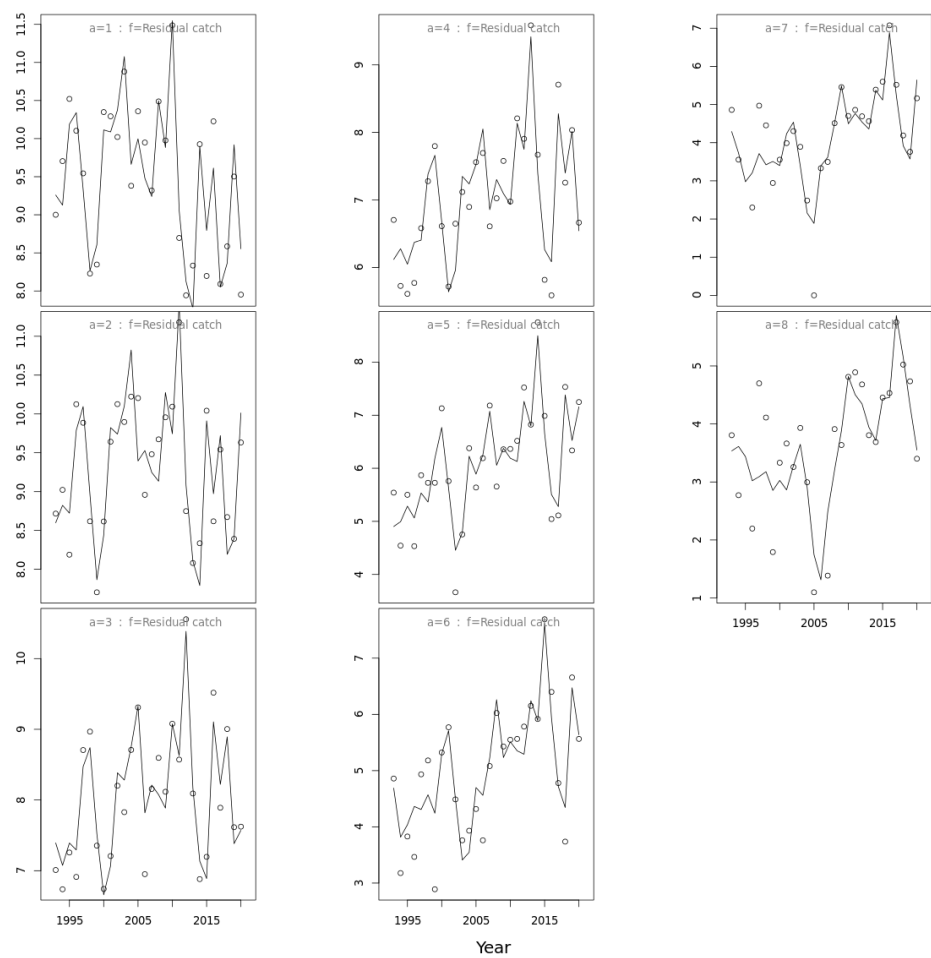 a=1 : f=Residual catch
8.0 8.5 9.0 9.5 10.0 10.5 11.0 11.5
a=2 : f=Residual catch
8.0 8.5 9.0 9.5 10.0 10.5 11.0
a=3 : f=Residual catch
7 8 9 10
1995 2005 2015
a=4 : f=Residual catch
6 7 8 9
a=5 : f=Residual catch
4 5 6 7 8
a=6 : f=Residual catch
3 4 5 6 7
1995 2005 2015
a=7 : f=Residual catch
0 1 2 3 4 5 6 7
a=8 : f=Residual catch
1 2 3 4 5
1995 2005 2015
Year